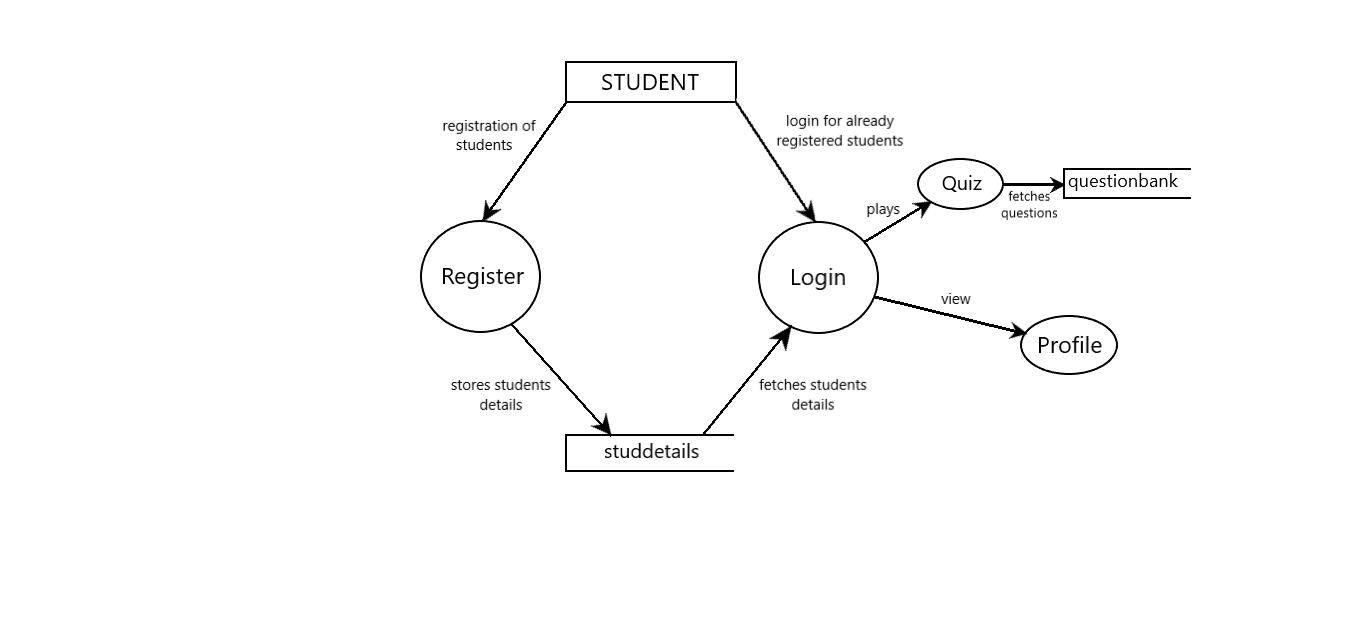 STUDENT
registration of
students
login for already
registered students
Quiz
questionbank
fetches
questions
plays
Register
Login
view
Profile
stores students
details
fetches students
details
studdetails